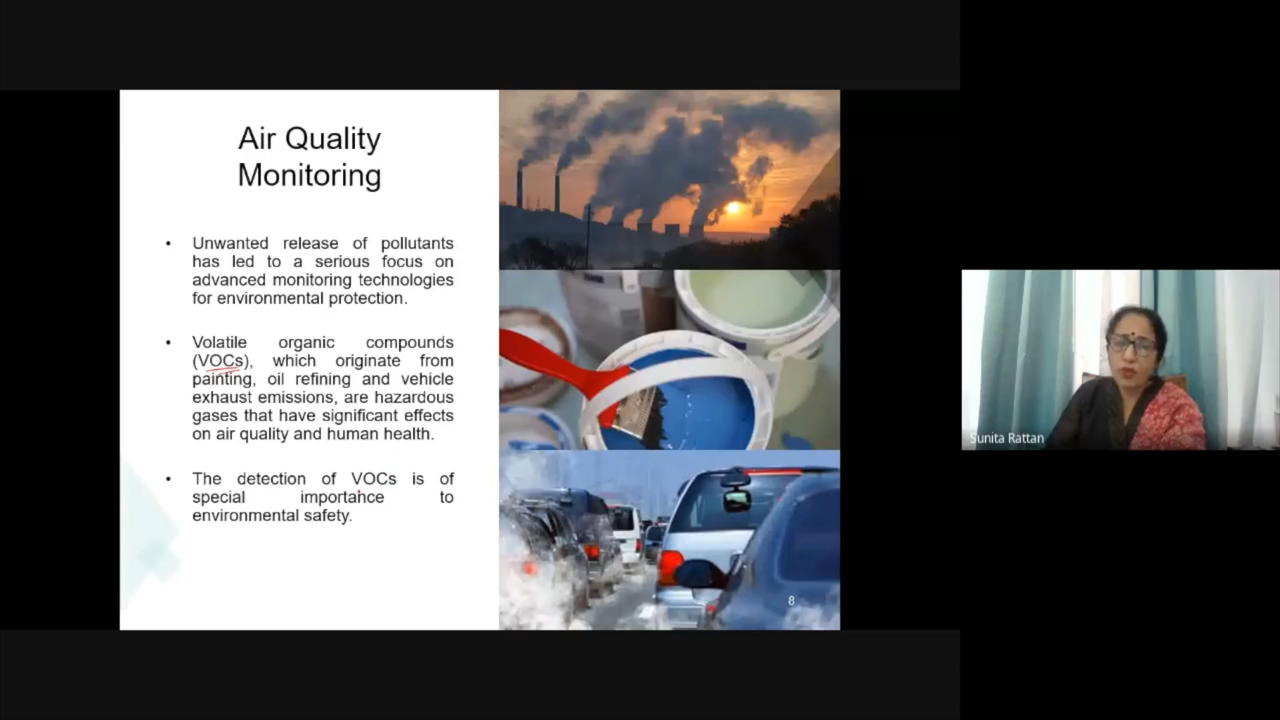 Air Quality
Monitoring
• Unwanted release of pollutants
has led to a serious focus on
advanced monitoring technologies
for environmental protection.
• Volatile organic compounds
(VOCs), which originate from
painting, oil refining and vehicle
exhaust emissions, are hazardous
gases that have significant effects
on air quality and human health.
• The detection of VOCs is of
special importance to
environmental safety.
8
Sunita Rattan